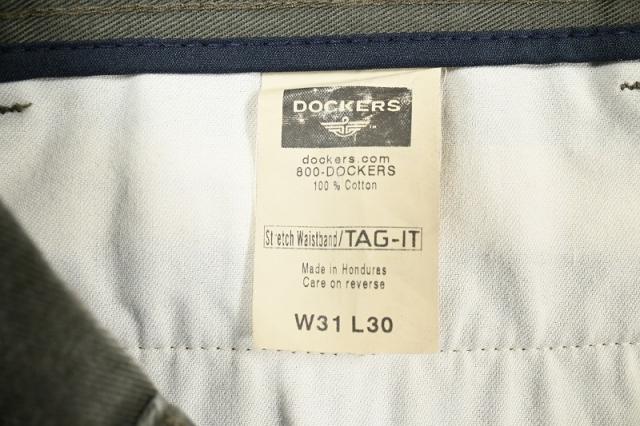 DOCKERS
™
dockers.com
800-DOCKERS
100 % Cotton
Stretch Waistband/TAG-IT
Made in Honduras
Care on reverse
W31 L30